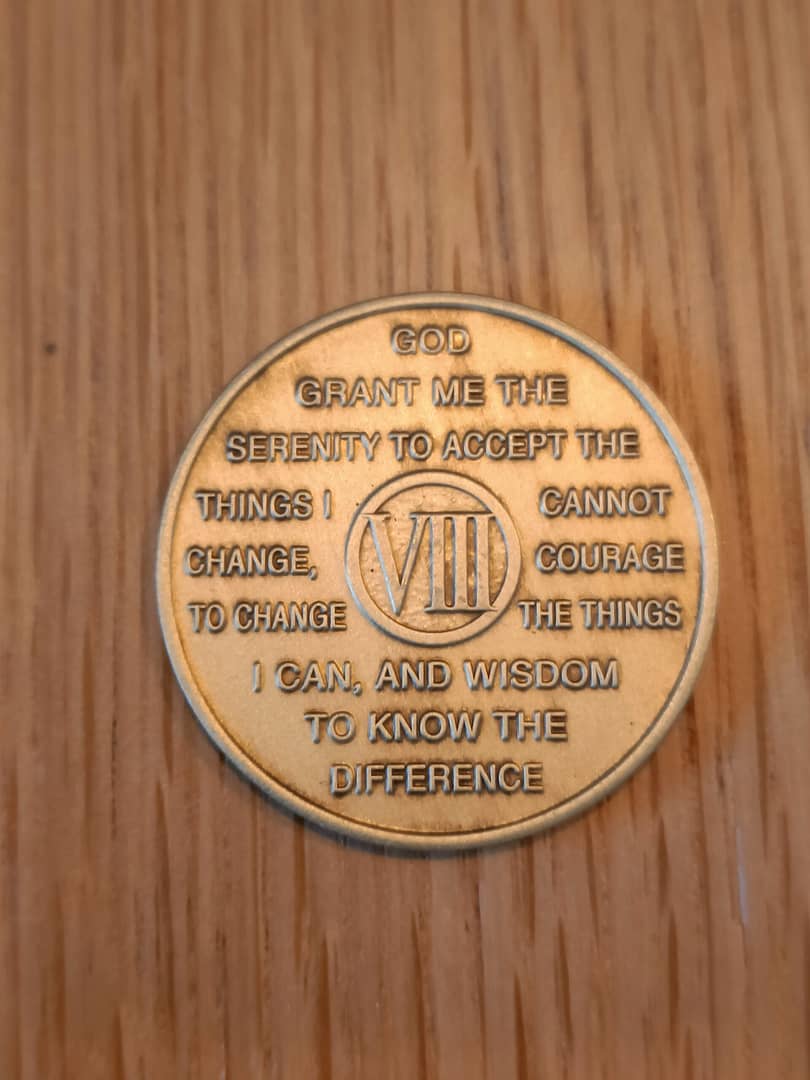 GOD
GRANT ME THE
SERENITY TO ACCEPT THE
THINGS I CANNOT
CHANGE, COURAGE
TO CHANGE THE THINGS
VIII
I CAN, AND WISDOM
TO KNOW THE
DIFFERENCE